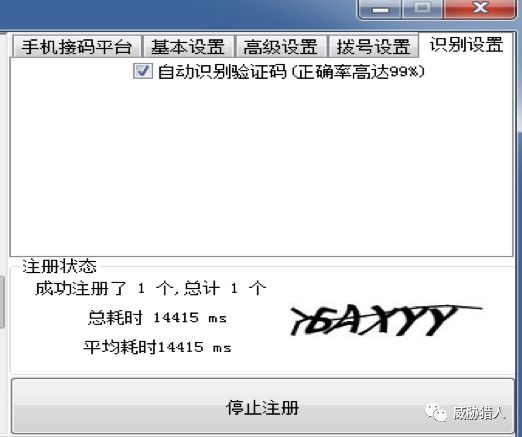 手机接码平台 基本设置 高级设置 拨号设置 识别设置
自动识别验证码(正确率高达99%)
注册状态
成功注册了 1 个,总计 1 个
总耗时 14415 ms
平均耗时14415 ms
停止注册
威胁猎人